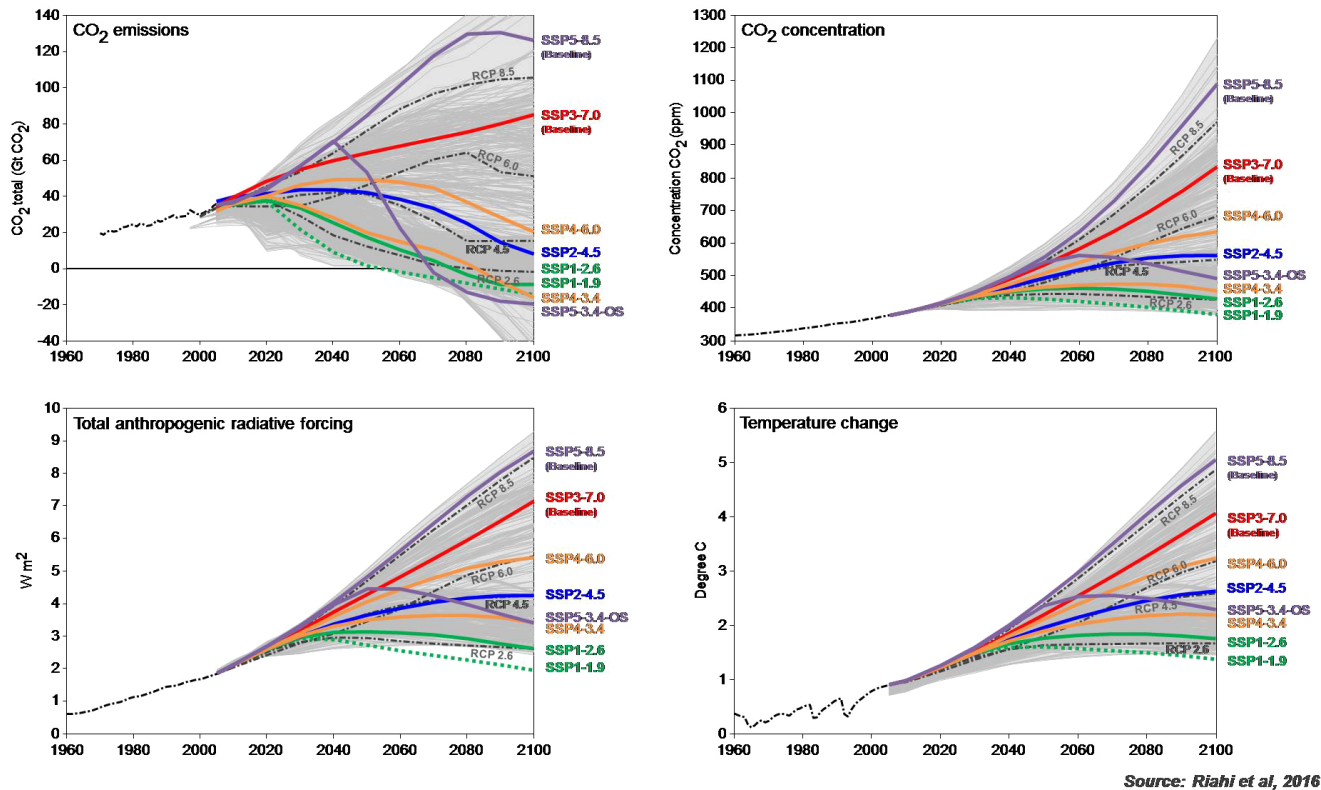 CO2 emissions
CO2 total (Gt CO2)
140
120
100
80
60
40
20
0
-20
-40
1960 1980 2000 2020 2040 2060 2080 2100
RCP 8.5
RCP 6.0
RCP 4.5
RCP 2.6
SSP5-8.5
(Baseline)
SSP3-7.0
(Baseline)
SSP4-6.0
SSP2-4.5
SSP1-2.6
SSP1-1.9
SSP4-3.4
SSP5-3.4-OS
CO2 concentration
Concentration CO2 (ppm)
1300
1200
1100
1000
900
800
700
600
500
400
300
1960 1980 2000 2020 2040 2060 2080 2100
RCP 8.5
RCP 6.0
RCP 4.5
RCP 2.6
SSP5-8.5
(Baseline)
SSP3-7.0
(Baseline)
SSP4-6.0
SSP2-4.5
SSP5-3.4-OS
SSP4-3.4
SSP1-2.6
SSP1-1.9
Total anthropogenic radiative forcing
W m2
10
9
8
7
6
5
4
3
2
1
0
1960 1980 2000 2020 2040 2060 2080 2100
RCP 8.5
RCP 6.0
RCP 4.5
RCP 2.6
SSP5-8.5
(Baseline)
SSP3-7.0
(Baseline)
SSP4-6.0
SSP2-4.5
SSP5-3.4-OS
SSP4-3.4
SSP1-2.6
SSP1-1.9
Temperature change
Degree C
6
5
4
3
2
1
0
1960 1980 2000 2020 2040 2060 2080 2100
RCP 8.5
RCP 6.0
RCP 4.5
RCP 2.6
SSP5-8.5
(Baseline)
SSP3-7.0
(Baseline)
SSP4-6.0
SSP2-4.5
SSP5-3.4-OS
SSP4-3.4
SSP1-2.6
SSP1-1.9
Source: Riahi et al, 2016